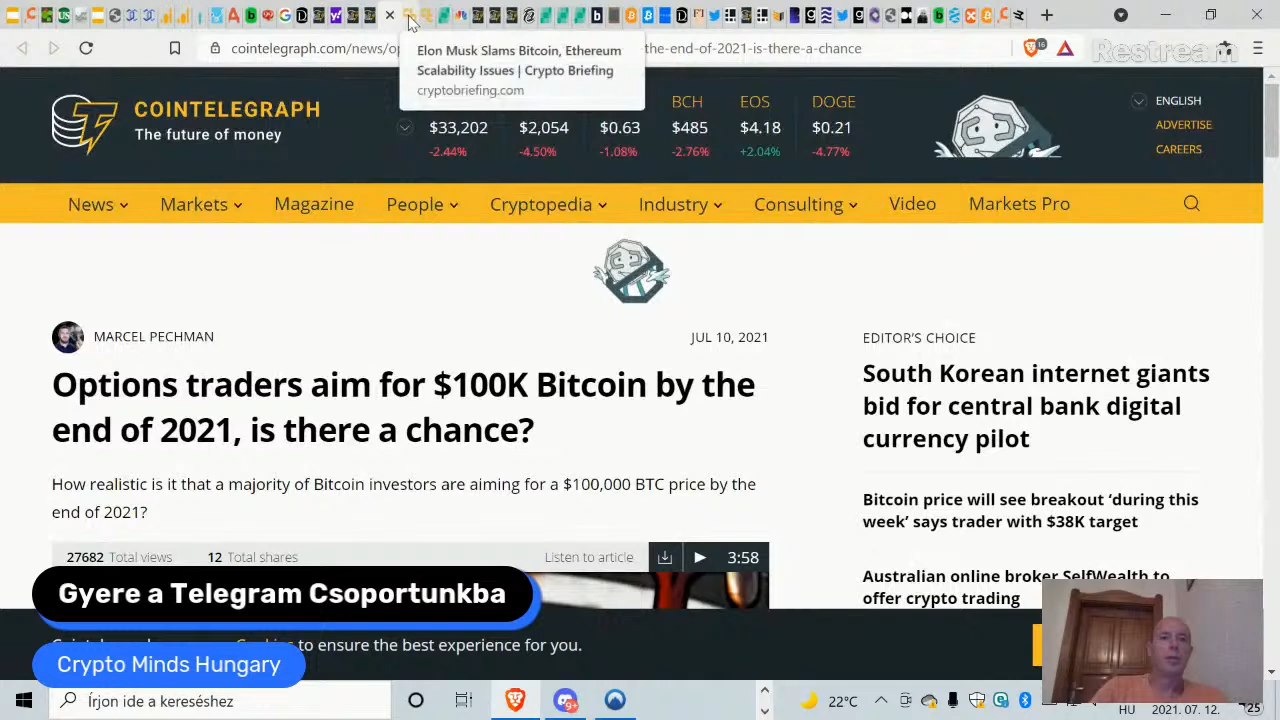 cointelegraph.com/news/op
the-end-of-2021-is-there-a-chance
16
Restream
Elon Musk Slams Bitcoin, Ethereum
Scalability Issues | Crypto Briefing
cryptobriefing.com
COINTELEGRAPH
The future of money
BCH EOS DOGE
$33,202 $2,054 $0.63 $485 $4.18 $0.21
-2.44% -4.50% -1.08% -2.76% +2.04% -4.77%
ENGLISH
ADVERTISE
CAREERS
News Markets Magazine People Cryptopedia Industry Consulting Video Markets Pro
MARCEL PECHMAN
JUL 10, 2021
Options traders aim for $100K Bitcoin by the
end of 2021, is there a chance?
How realistic is it that a majority of Bitcoin investors are aiming for a $100,000 BTC price by the
end of 2021?
27682 Total views 12 Total shares Listen to article 3:58
EDITOR'S CHOICE
South Korean internet giants
bid for central bank digital
currency pilot
Bitcoin price will see breakout ‘during this
week’ says trader with $38K target
Australian online broker SelfWealth to
offer crypto trading
Gyere a Telegram Csoportunkba
to ensure the best experience for you.
Crypto Minds Hungary
Írjon ide a kereséshez
9+
22°C
HU
2021. 07. 12.